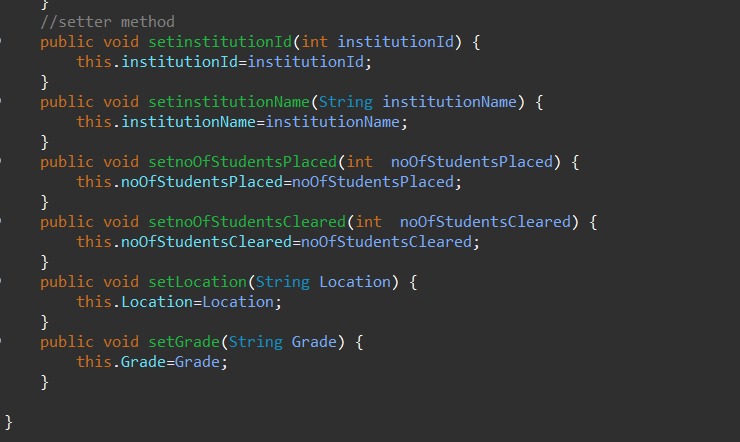 }
//setter method
public void setinstitutionId(int institutionId) {
this.institutionId=institutionId;
}
public void setinstitutionName(String institutionName) {
this.institutionName=institutionName;
}
public void setnoOfStudentsPlaced(int  noOfStudentsPlaced) {
this.noOfStudentsPlaced=noOfStudentsPlaced;
}
public void setnoOfStudentsCleared(int  noOfStudentsCleared) {
this.noOfStudentsCleared=noOfStudentsCleared;
}
public void setLocation(String Location) {
this.Location=Location;
}
public void setGrade(String Grade) {
this.Grade=Grade;
}
}